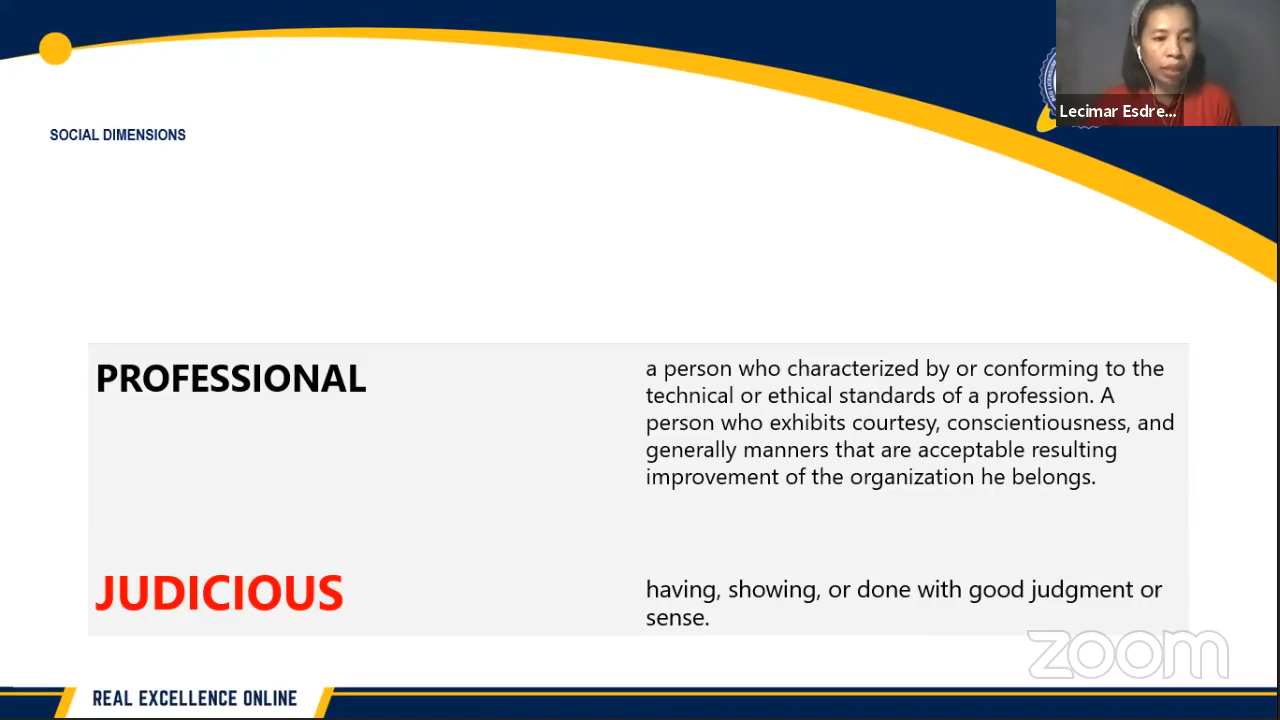 Lecimar Esdre...
SOCIAL DIMENSIONS
PROFESSIONAL
a person who characterized by or conforming to the
technical or ethical standards of a profession. A
person who exhibits courtesy, conscientiousness, and
generally manners that are acceptable resulting
improvement of the organization he belongs.
JUDICIOUS
having, showing, or done with good judgment or
sense.
zoom
REAL EXCELLENCE ONLINE